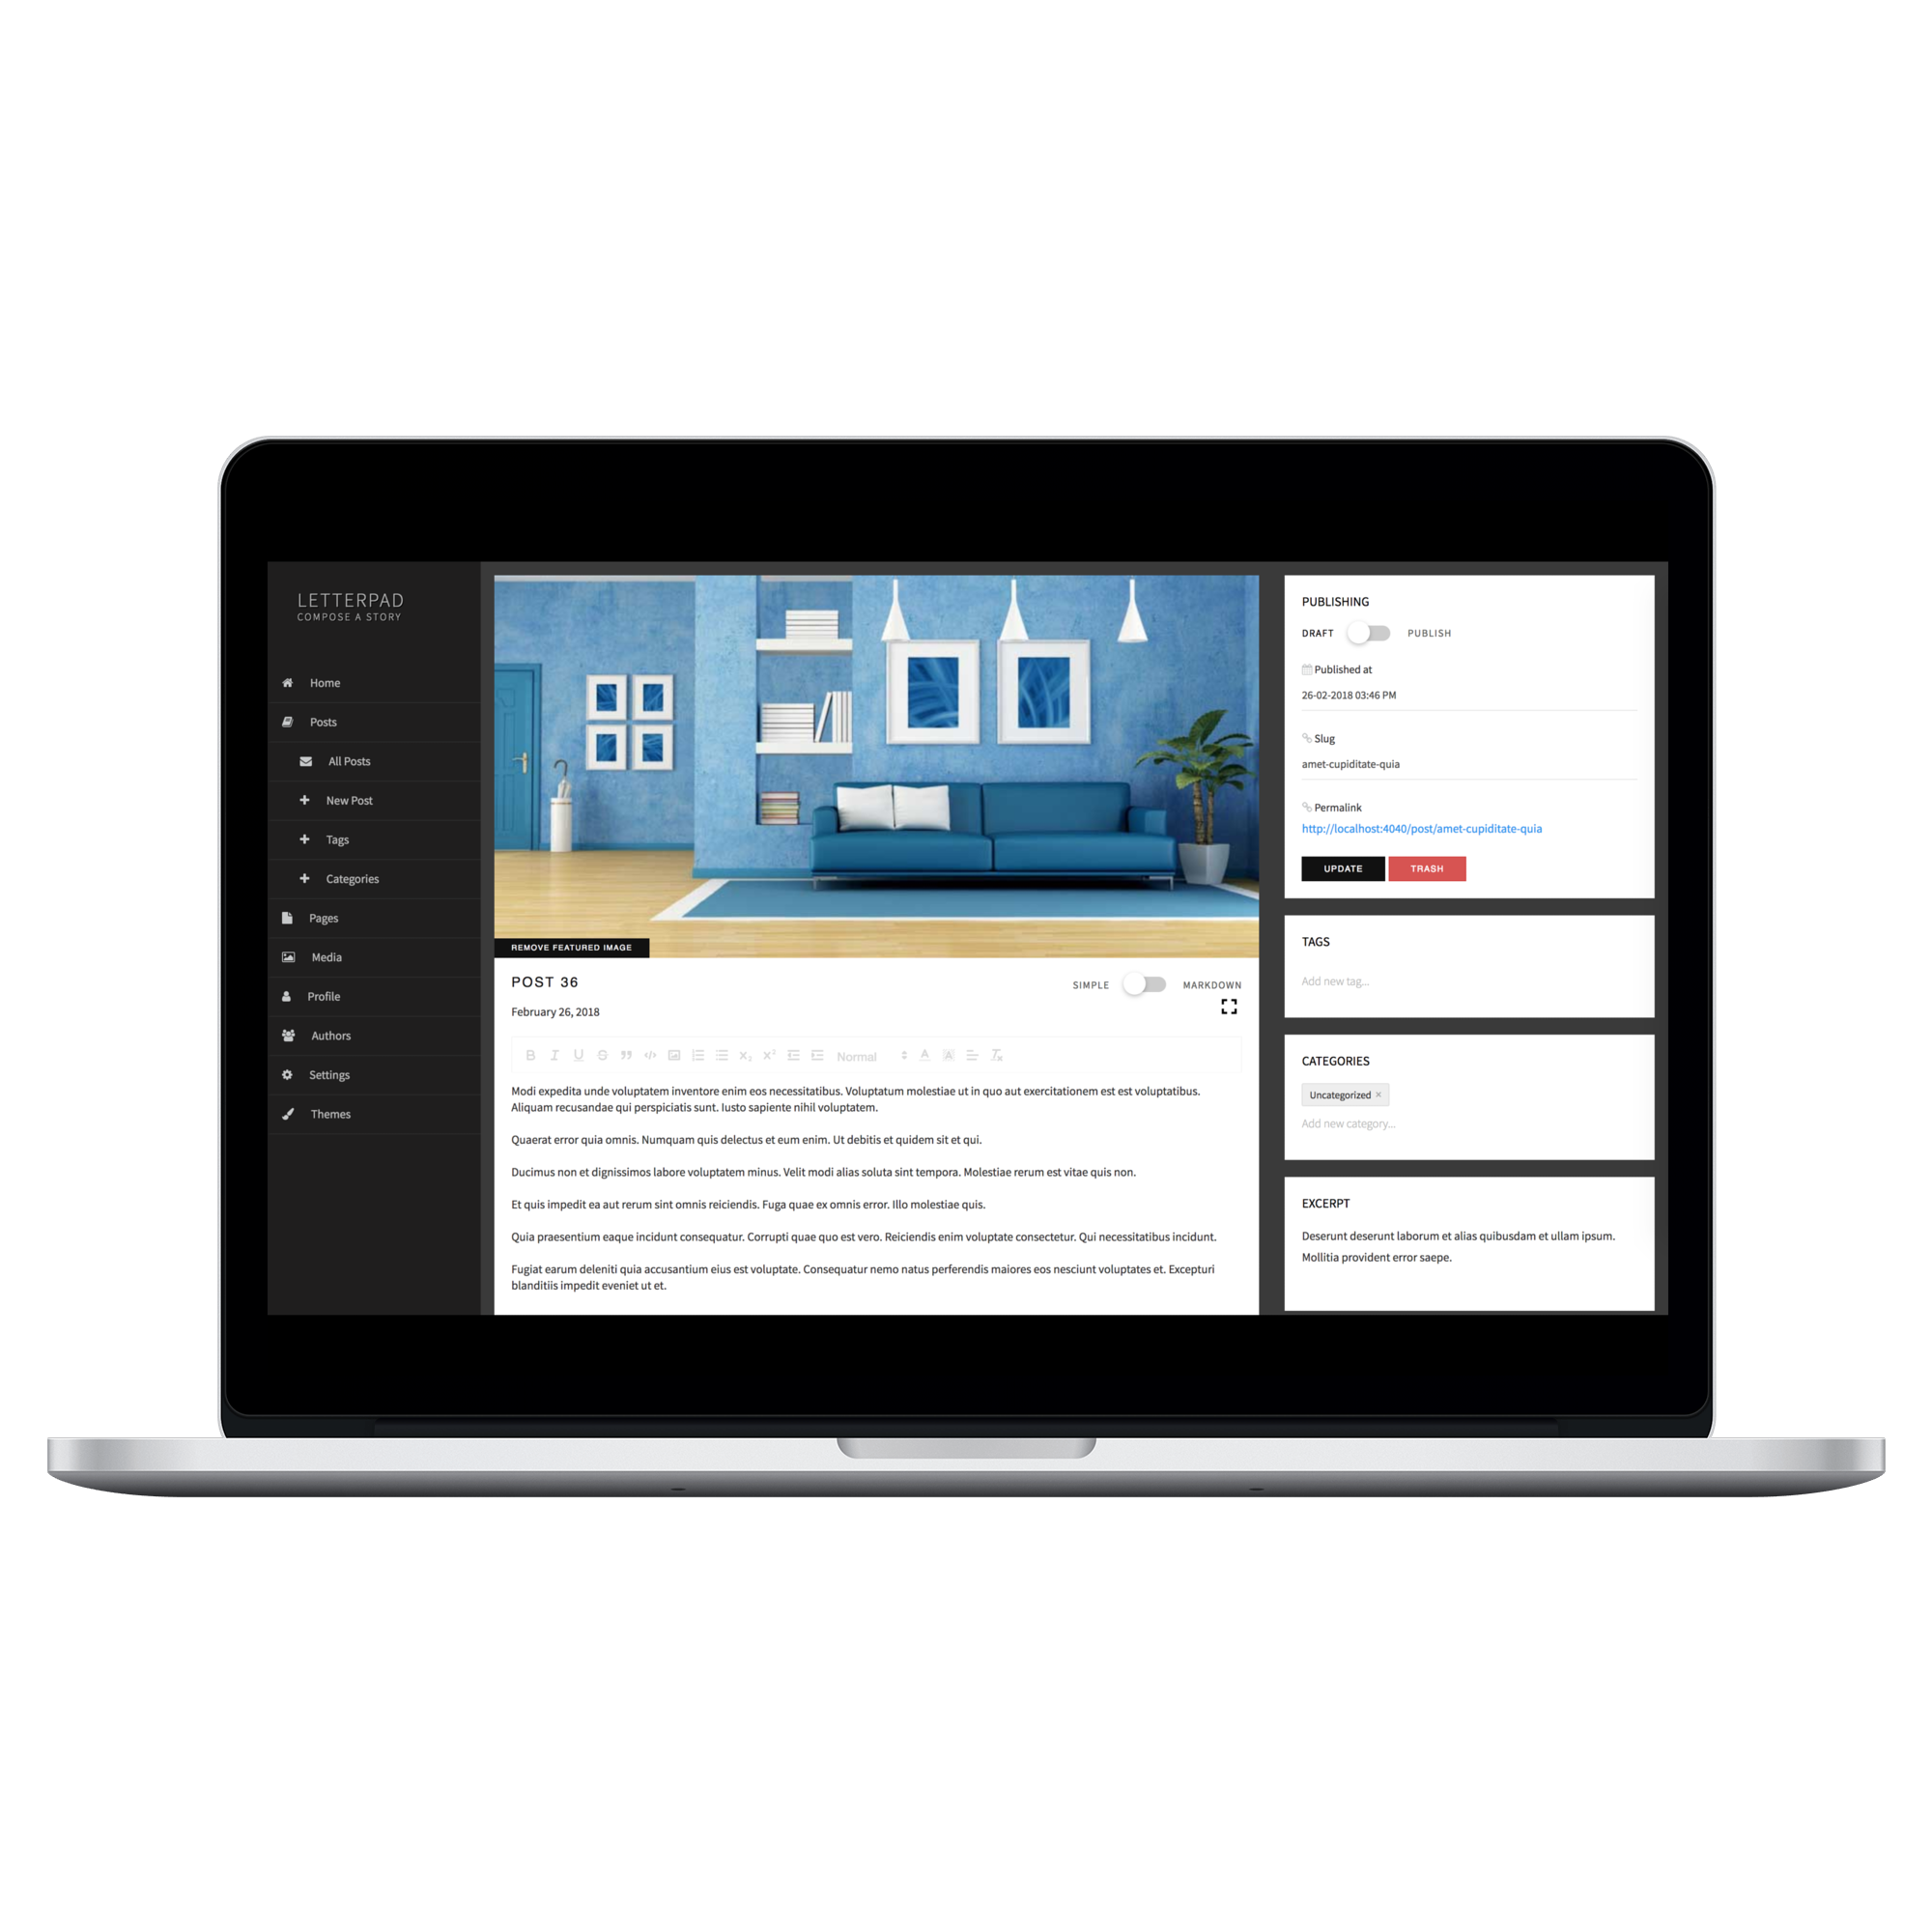 LETTERPAD
COMPOSE A STORY
Home
Posts
All Posts
New Post
Tags
Categories
Pages
Media
Profile
Authors
Settings
Themes
REMOVE FEATURED IMAGE
POST 36
SIMPLE MARKDOWN
February 26, 2018
Normal
Modi expedita unde voluptatem inventore enim eos necessitatibus. Voluptatum molestiae ut in quo aut exercitationem est est voluptatibus.
Aliquam recusandae qui perspiciatis sunt. Iusto sapiente nihil voluptatem.
Quaerat error quia omnis. Numquam quis delectus et eum enim. Ut debitis et quidem sit et qui.
Ducimus non et dignissimos labore voluptatem minus. Velit modi alias soluta sint tempora. Molestiae rerum est vitae quis non.
Et quis impedit ea aut rerum sint omnis reiciendis. Fuga quae ex omnis error. Illo molestiae quis.
Quia praesentium eaque incidunt consequatur. Corrupti quae quo est vero. Reiciendis enim voluptate consectetur. Qui necessitatibus incidunt.
Fugiat earum deleniti quia accusantium eius est voluptate. Consequatur nemo natus perferendis maiores eos nesciunt voluptates et. Excepturi
blanditiis impedit eveniet ut et.
PUBLISHING
DRAFT PUBLISH
Published at
26-02-2018 03:46 PM
Slug
amet-cupiditate-quia
Permalink
http://localhost:4040/post/amet-cupiditate-quia
UPDATE TRASH
TAGS
Add new tag...
CATEGORIES
Uncategorized ×
Add new category...
EXCERPT
Deserunt deserunt laborum et alias quibusdam et ullam ipsum.
Mollitia provident error saepe.